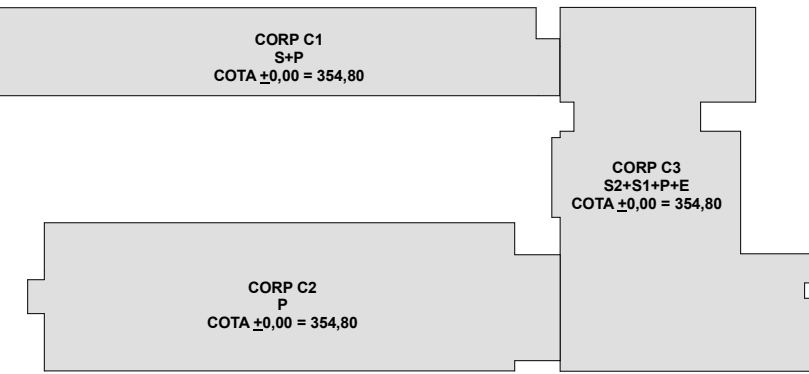 CORP C1
S+P
COTA ±0,00 = 354,80
CORP C3
S2+S1+P+E
COTA ±0,00 = 354,80
CORP C2
P
COTA ±0,00 = 354,80